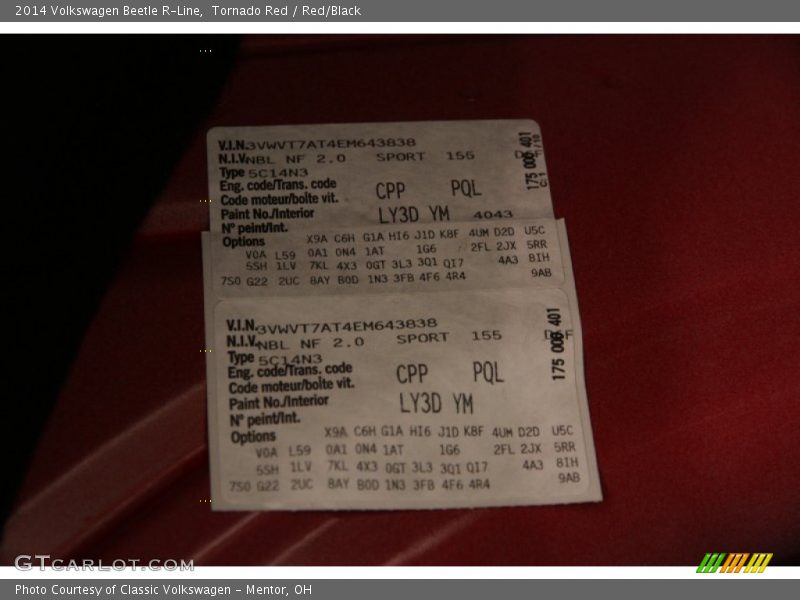 2014 Volkswagen Beetle R-Line,  Tornado Red / Red/Black
V.I.N. 3VWVT7AT4EM643838
N.I.V. NBL NF 2.0 SPORT 155
Type 5C14N3
Eng. code/Trans. code
Code moteur/boîte vit. CPP PQL
Paint No./Interior
N° peint/Int. LY3D YM 4043
Options X9A C6H G1A HI6 J1D K8F 4UM D2D U5C
V0A L59 0A1 0N4 1AT 1G6 2FL 2JX 5RR
5SH 1LV 7KL 4X3 0GT 3L3 3Q1 QI7 4A3 8IH
7S0 G22 2UC 8AY B0D 1N3 3FB 4F6 4R4 9AB
175 006 401
V.I.N. 3VWVT7AT4EM643838
N.I.V. NBL NF 2.0 SPORT 155
Type 5C14N3
Eng. code/Trans. code
Code moteur/boîte vit. CPP PQL
Paint No./Interior
N° peint/Int. LY3D YM
Options X9A C6H G1A HI6 J1D K8F 4UM D2D U5C
V0A L59 0A1 0N4 1AT 1G6 2FL 2JX 5RR
5SH 1LV 7KL 4X3 0GT 3L3 3Q1 QI7 4A3 8IH
7S0 G22 2UC 8AY B0D 1N3 3FB 4F6 4R4 9AB
175 006 401
GTCARLOT.COM
Photo Courtesy of Classic Volkswagen - Mentor, OH